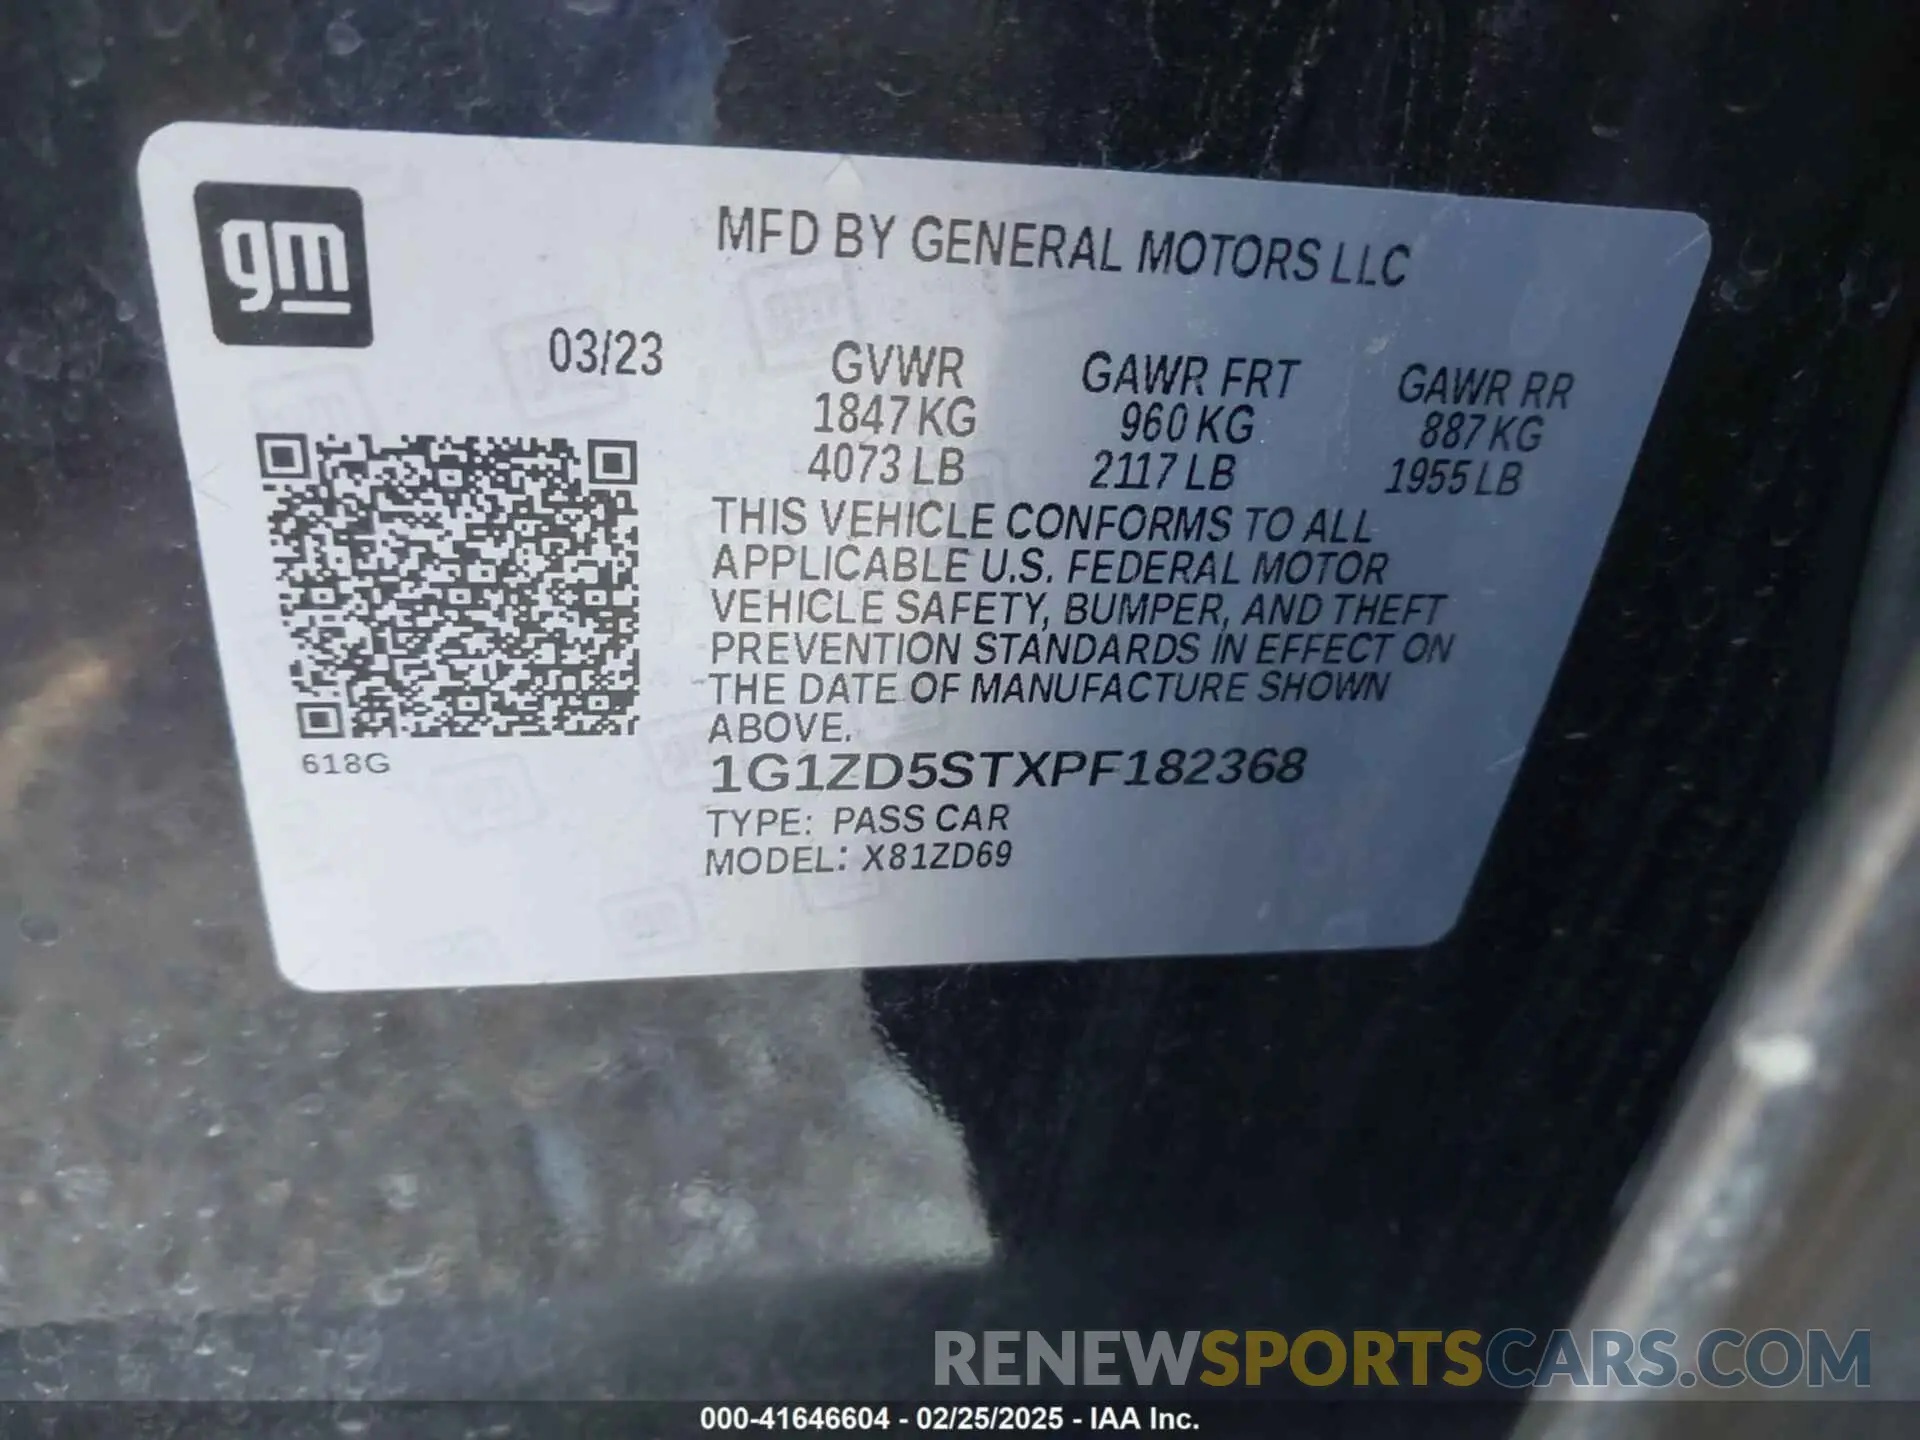 gm
MFD BY GENERAL MOTORS LLC
03/23
GVWR GAWR FRT GAWR RR
1847 KG 960 KG 887 KG
4073 LB 2117 LB 1955 LB
THIS VEHICLE CONFORMS TO ALL
APPLICABLE U.S. FEDERAL MOTOR
VEHICLE SAFETY, BUMPER, AND THEFT
PREVENTION STANDARDS IN EFFECT ON
THE DATE OF MANUFACTURE SHOWN
ABOVE.
618G
1G1ZD5STXPF182368
TYPE: PASS CAR
MODEL: X81ZD69
RENEWSPORTSCARS.COM
000-41646604 - 02/25/2025 - IAA Inc.